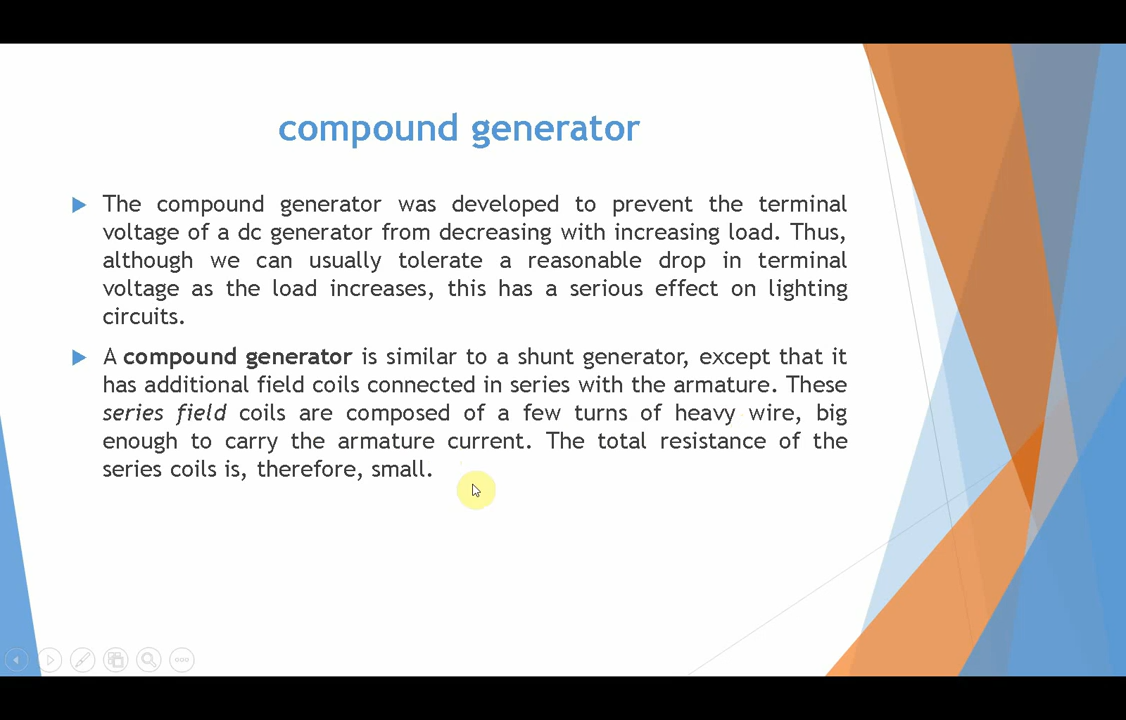 compound generator
The compound generator was developed to prevent the terminal
voltage of a dc generator from decreasing with increasing load. Thus,
although we can usually tolerate a reasonable drop in terminal
voltage as the load increases, this has a serious effect on lighting
circuits.
A compound generator is similar to a shunt generator, except that it
has additional field coils connected in series with the armature. These
series field coils are composed of a few turns of heavy wire, big
enough to carry the armature current. The total resistance of the
series coils is, therefore, small.